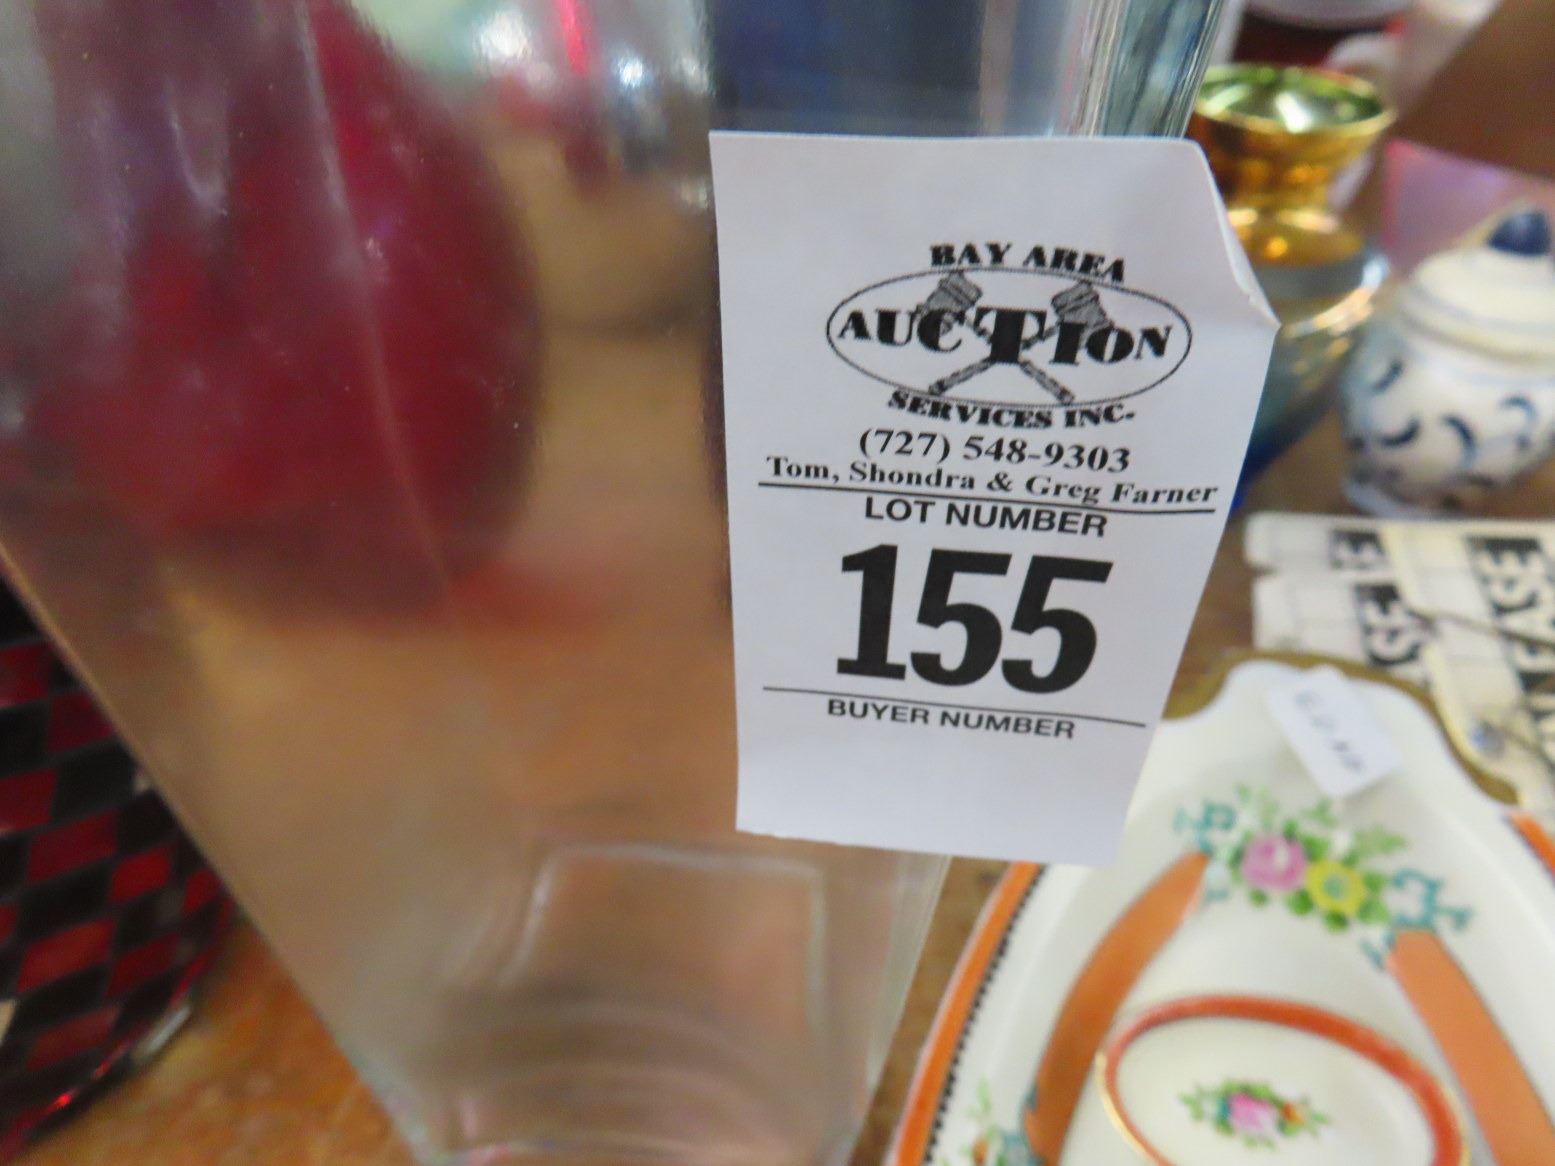 BAY AREA
AUCTION
SERVICES INC.
(727) 548-9303
Tom, Shondra & Greg Farner
LOT NUMBER
155
BUYER NUMBER